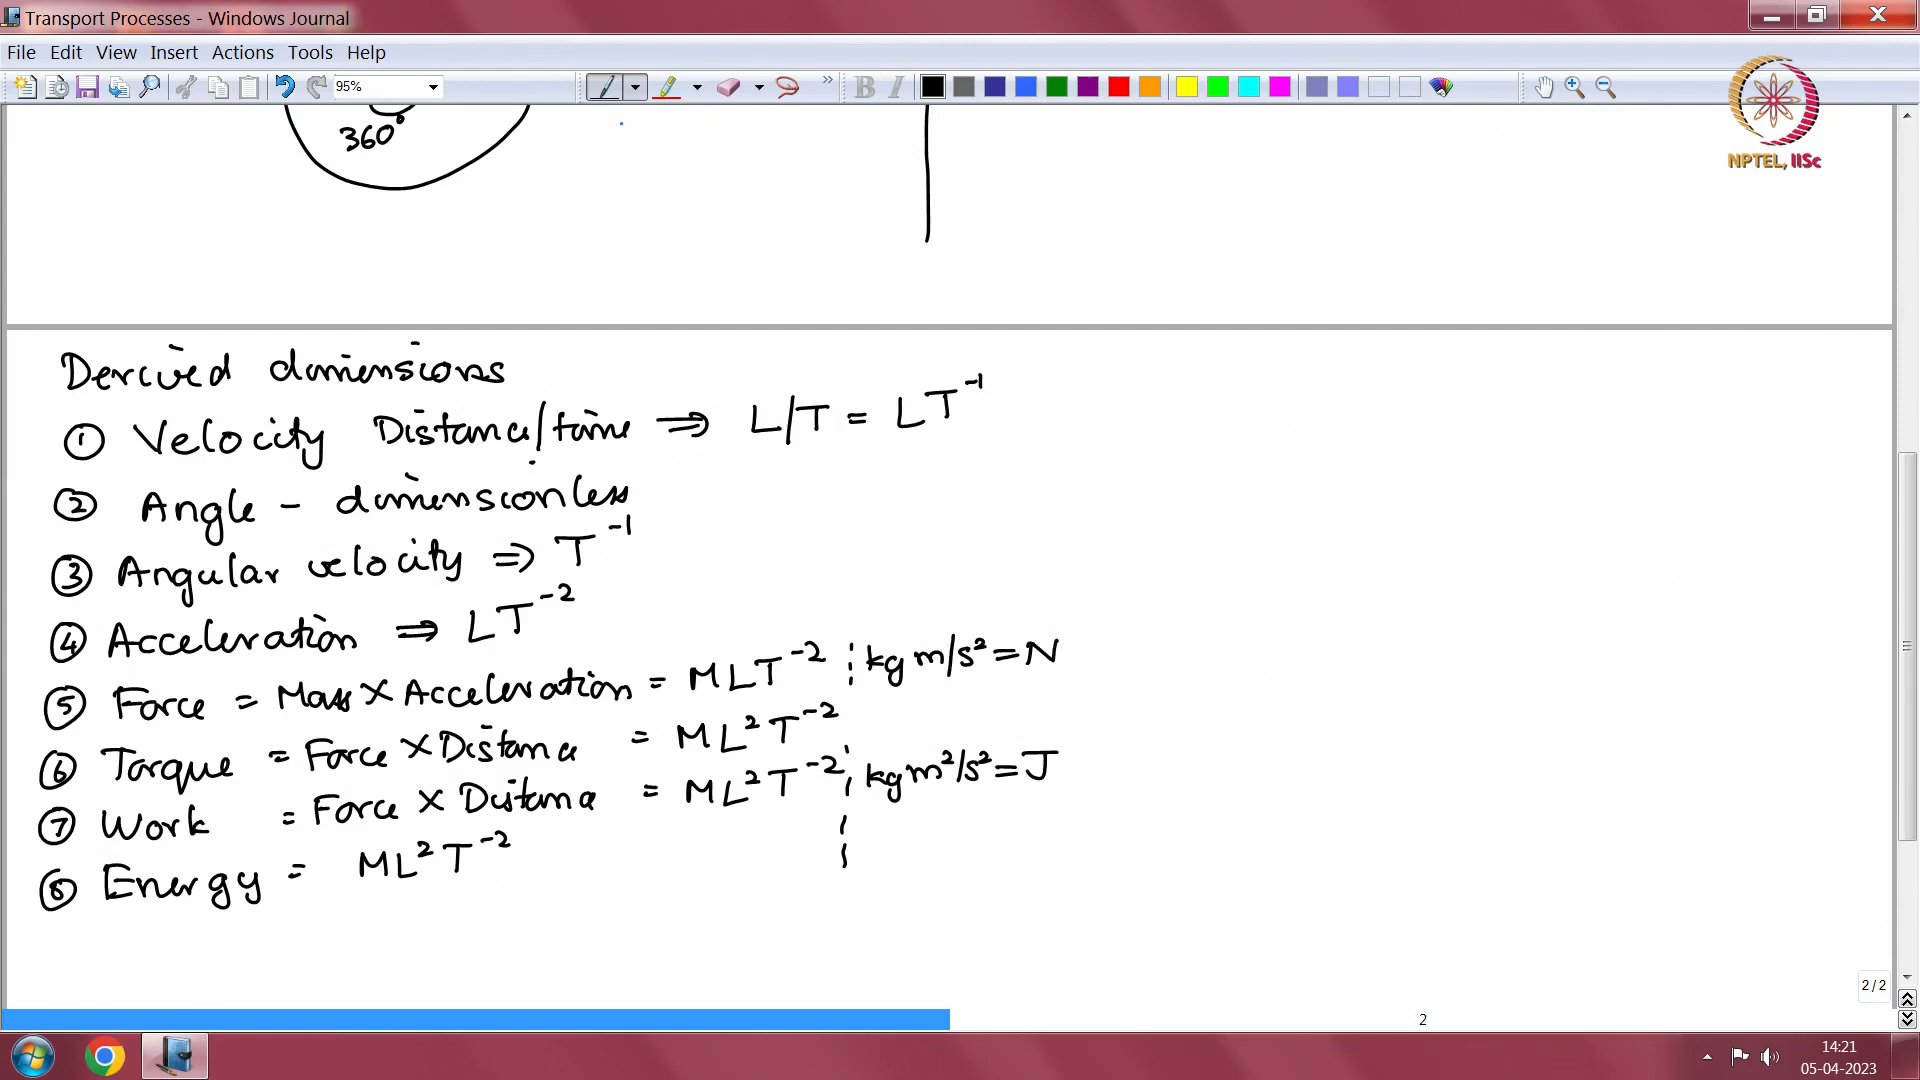 Transport Processes - Windows Journal
File Edit View Insert Actions Tools Help
95%
B I
NPTEL, IISc
360°
Derived dimensions
① Velocity Distance/time ⇒ L/T = LT⁻¹
② Angle - dimensionless
③ Angular velocity ⇒ T⁻¹
④ Acceleration ⇒ LT⁻²
⑤ Force = Mass × Acceleration = MLT⁻² ¦ kg m/s² = N
⑥ Torque = Force × Distance = ML²T⁻²
⑦ Work = Force × Distance = ML²T⁻² ¦ kg m²/s² = J
⑧ Energy = ML²T⁻²
2 / 2
2
14:21
05-04-2023